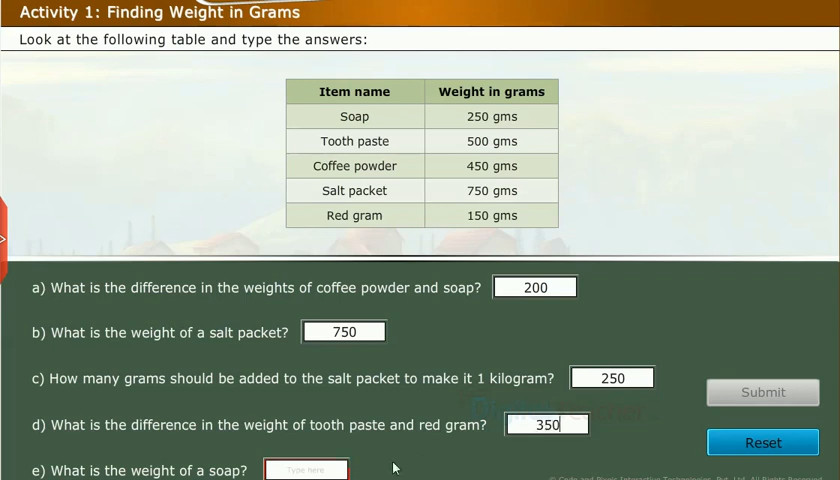 Activity 1: Finding Weight in Grams
Look at the following table and type the answers:
Item name Weight in grams
Soap 250 gms
Tooth paste 500 gms
Coffee powder 450 gms
Salt packet 750 gms
Red gram 150 gms
a) What is the difference in the weights of coffee powder and soap? 200
b) What is the weight of a salt packet? 750
c) How many grams should be added to the salt packet to make it 1 kilogram? 250
Submit
d) What is the difference in the weight of tooth paste and red gram? 350
Reset
e) What is the weight of a soap? Type here